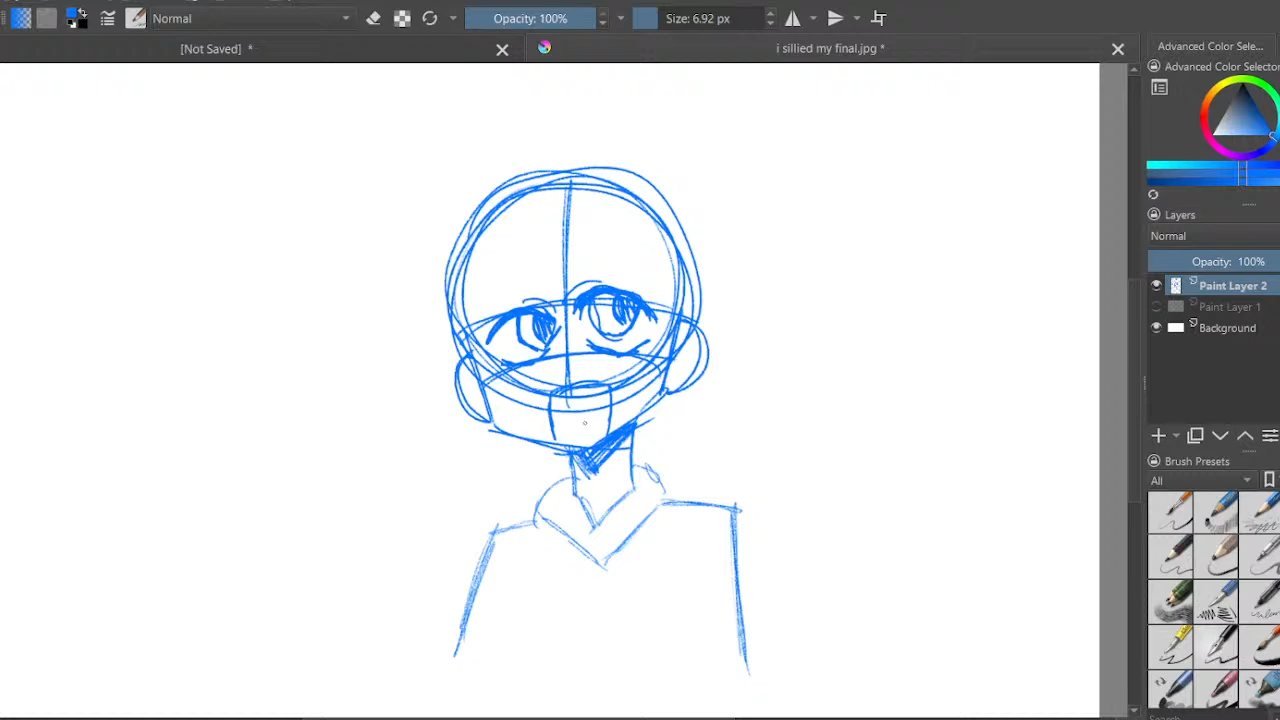 Normal
Opacity: 100%
Size: 6.92 px
[Not Saved] *
i sillied my final.jpg *
Advanced Color Sele...
Advanced Color Selector
Layers
Normal
Opacity: 100%
Paint Layer 2
Paint Layer 1
Background
Brush Presets
All